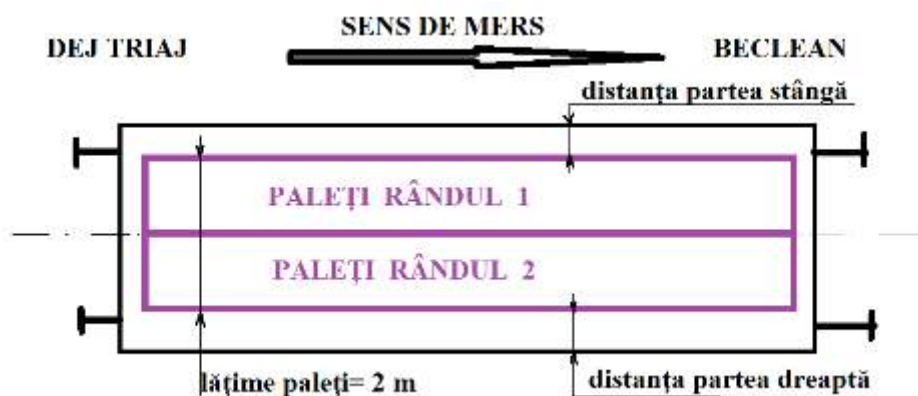 SENS DE MERS
DEJ TRIAJ
BECLEAN
distanța partea stângă
PALEȚI RÂNDUL 1
PALEȚI RÂNDUL 2
lățime paleți= 2 m
distanța partea dreaptă